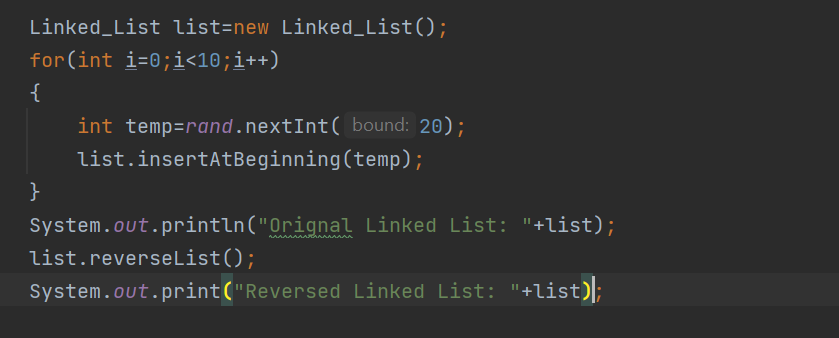 Linked_List list=new Linked_List();
for(int i=0;i<10;i++)
{
int temp=rand.nextInt( bound: 20);
list.insertAtBeginning(temp);
}
System.out.println("Orignal Linked List: "+list);
list.reverseList();
System.out.print("Reversed Linked List: "+list);